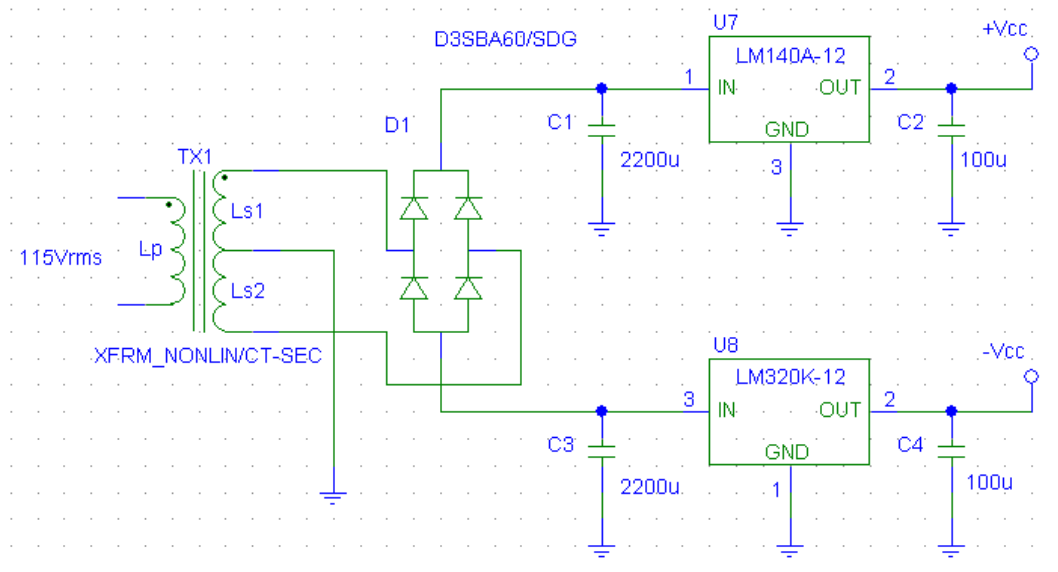 D3SBA60/SDG
U7
+Vcc
LM140A-12
1
2
IN
OUT
GND
3
C1
2200u
C2
100u
D1
TX1
Ls1
Lp
115Vrms
Ls2
XFRM_NONLIN/CT-SEC
U8
-Vcc
LM320K-12
3
2
IN
OUT
GND
1
C3
2200u
C4
100u